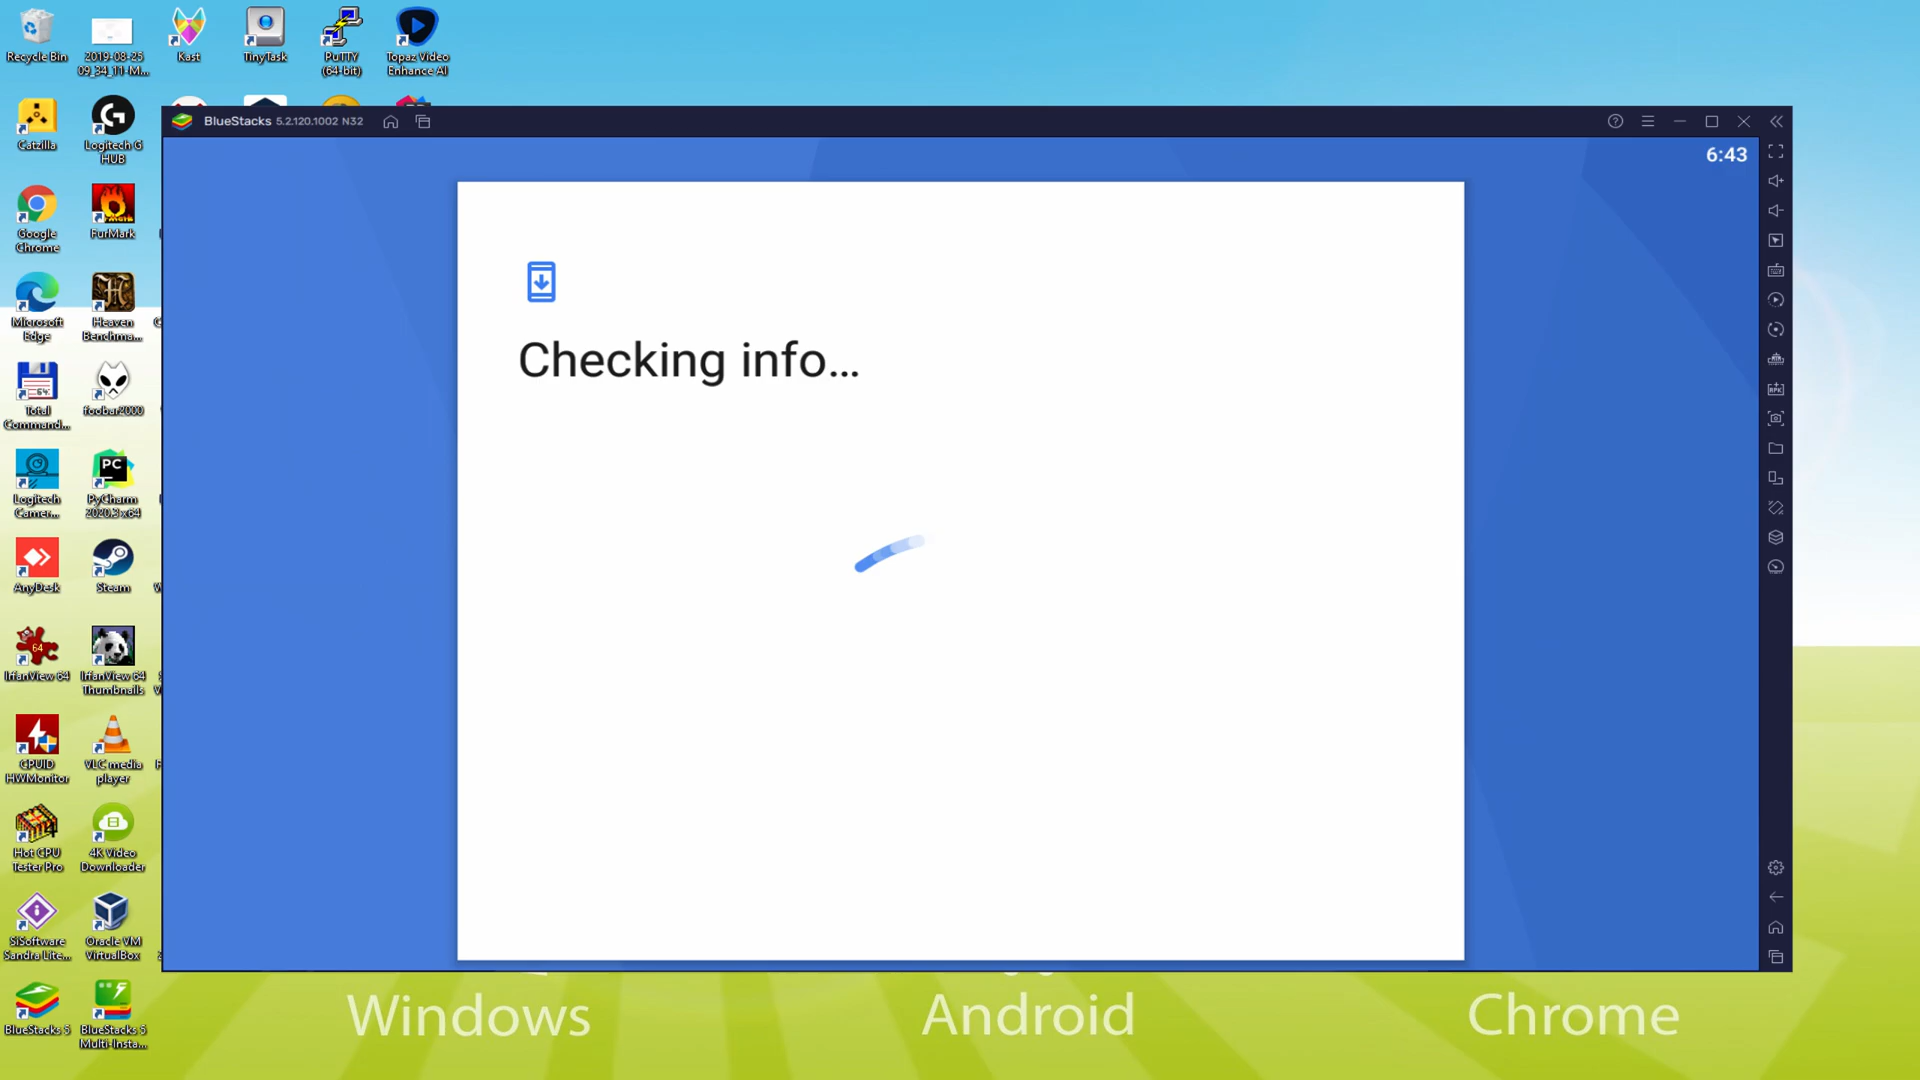 Recycle Bin
2019-08-25
09_34_11-M...
Kast
TinyTask
PuTTY
(64-bit)
Topaz Video
Enhance AI
Catzilla
Logitech G
HUB
BlueStacks 5.2.120.1002 N32
6:43
Google
Chrome
FurMark
Microsoft
Edge
Heaven
Benchma...
Total
Command...
foobar2000
Logitech
Camer...
PyCharm
2020.3 x64
AnyDesk
Steam
IrfanView 64
IrfanView 64
Thumbnails
CPUID
HWMonitor
VLC media
player
Hot CPU
Tester Pro
4K Video
Downloader
SiSoftware
Sandra Lite...
Oracle VM
VirtualBox
BlueStacks 5
BlueStacks 5
Multi-Insta...
Checking info...
Windows
Android
Chrome